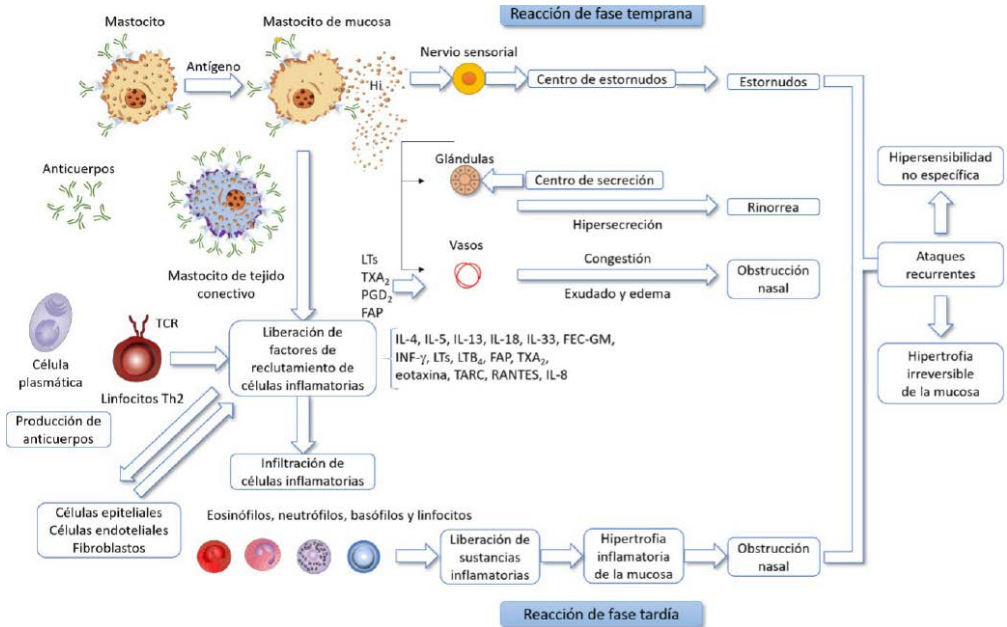 Reacción de fase temprana
Mastocito
Mastocito de mucosa
Antígeno
Hi
Nervio sensorial
Centro de estornudos
Estornudos
Anticuerpos
Glándulas
Centro de secreción
Hipersecreción
Rinorrea
Hipersensibilidad
no específica
Mastocito de tejido
conectivo
LTs
TXA₂
PGD₂
FAP
Vasos
Congestión
Exudado y edema
Obstrucción
nasal
Ataques
recurrentes
Hipertrofia
irreversible
de la mucosa
Célula
plasmática
TCR
Linfocitos Th2
Liberación de
factores de
reclutamiento de
células inflamatorias
IL-4, IL-5, IL-13, IL-18, IL-33, FEC-GM,
INF-γ, LTs, LTB₄, FAP, TXA₂,
eotaxina, TARC, RANTES, IL-8
Producción de
anticuerpos
Infiltración de
células inflamatorias
Células epiteliales
Células endoteliales
Fibroblastos
Eosinófilos, neutrófilos, basófilos y linfocitos
Liberación de
sustancias
inflamatorias
Hipertrofia
inflamatoria
de la mucosa
Obstrucción
nasal
Reacción de fase tardía